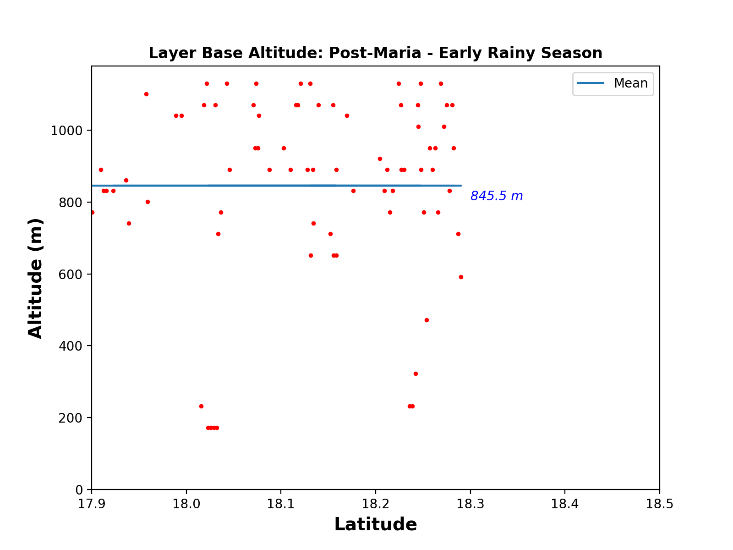 Layer Base Altitude: Post-Maria - Early Rainy Season
Mean
845.5 m
Altitude (m)
1000
800
600
400
200
0
17.9 18.0 18.1 18.2 18.3 18.4 18.5
Latitude